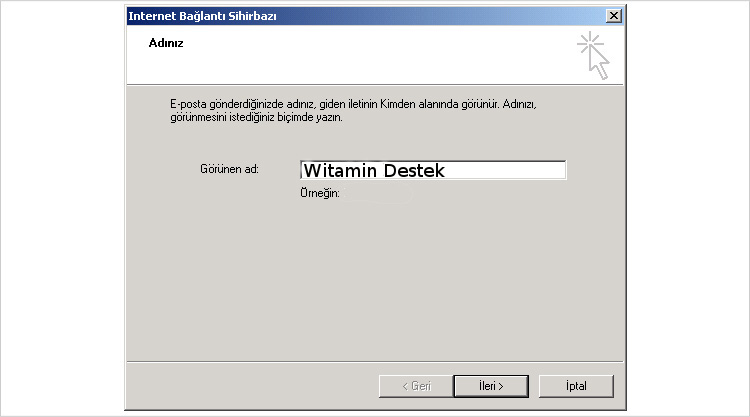 Internet Bağlantı Sihirbazı
Adınız
E-posta gönderdiğinizde adınız, giden iletinin Kimden alanında görünür. Adınızı,
görünmesini istediğiniz biçimde yazın.
Görünen ad: Witamin Destek
Örneğin:
< Geri İleri > İptal